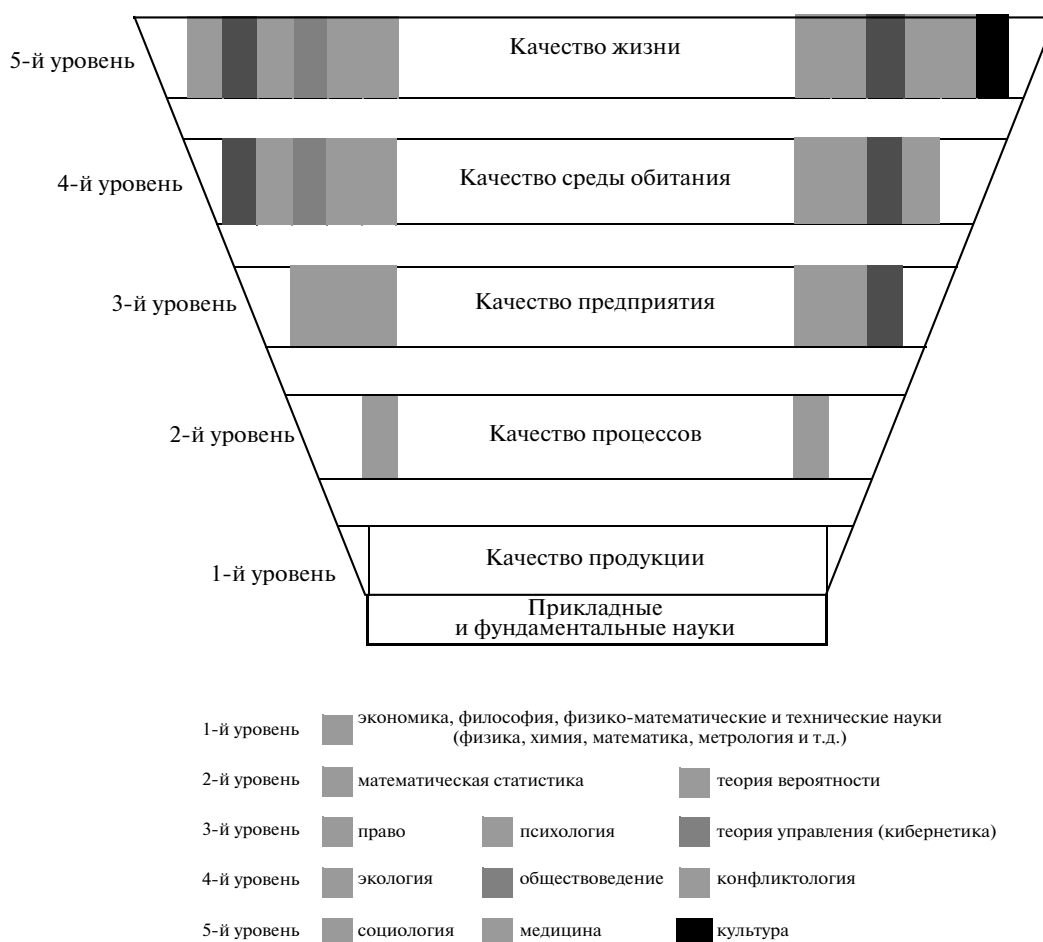 5-й уровень
Качество жизни
4-й уровень
Качество среды обитания
3-й уровень
Качество предприятия
2-й уровень
Качество процессов
1-й уровень
Качество продукции
Прикладные
и фундаментальные науки
1-й уровень экономика, философия, физико-математические и технические науки
(физика, химия, математика, метрология и т.д.)
2-й уровень математическая статистика теория вероятности
3-й уровень право психология теория управления (кибернетика)
4-й уровень экология обществоведение конфликтология
5-й уровень социология медицина культура